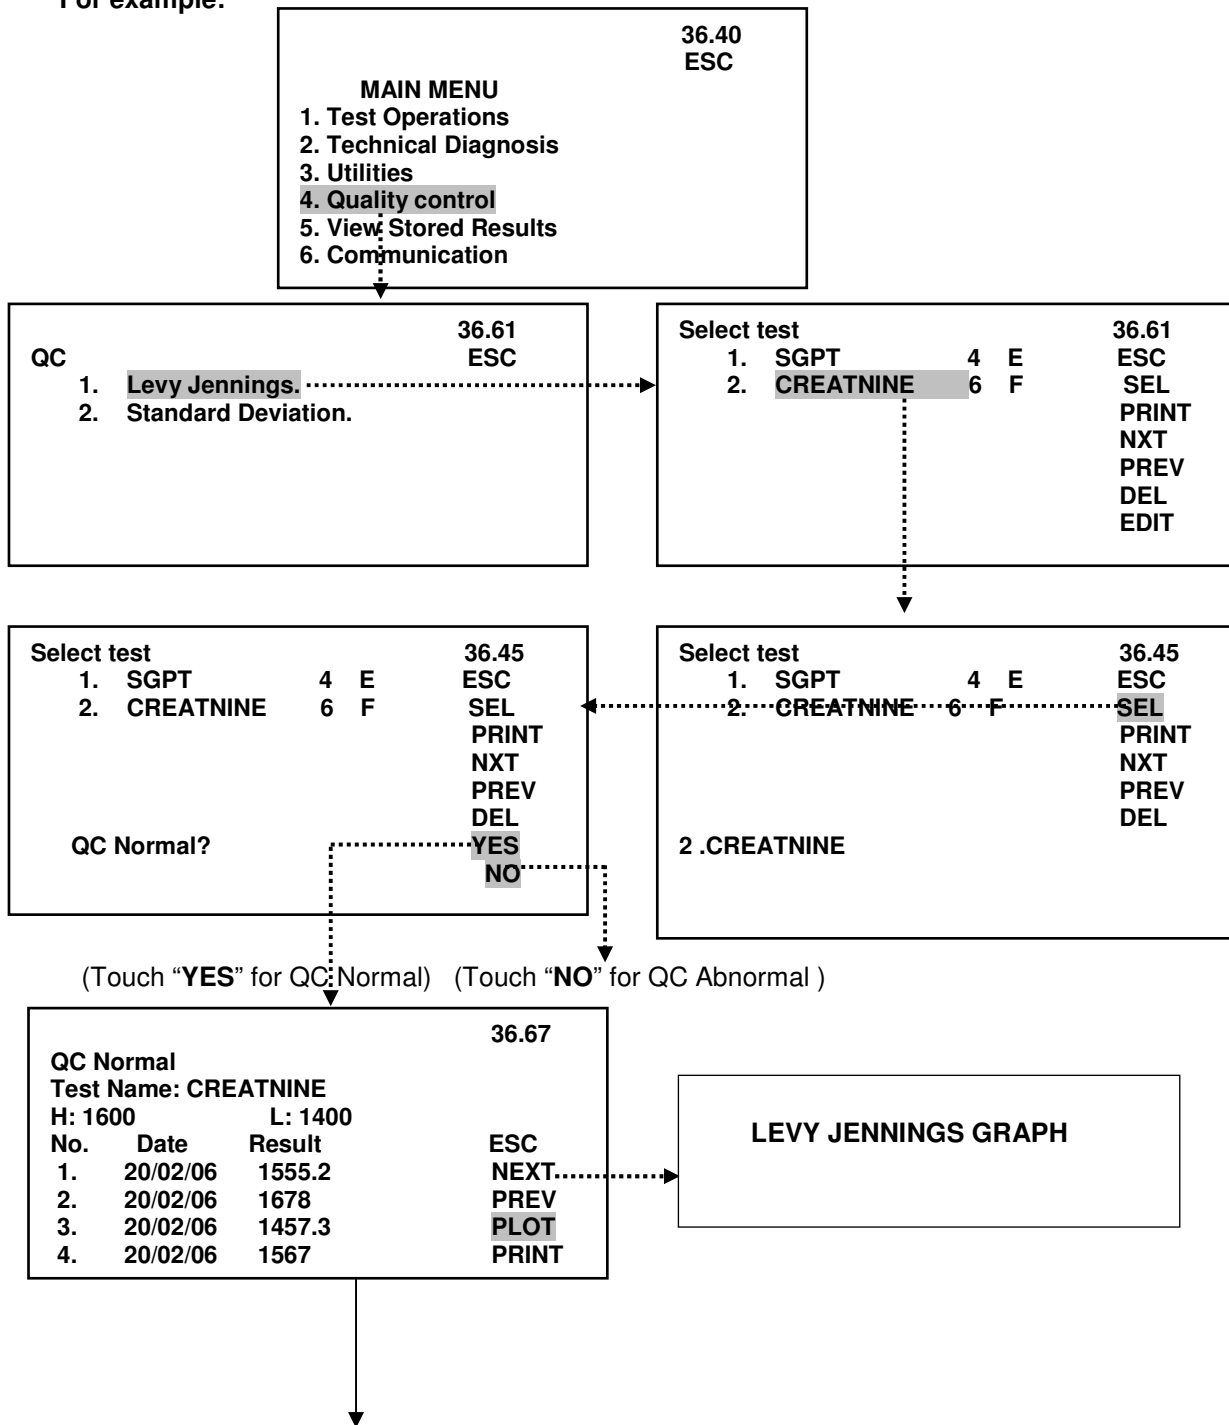 For example:
36.40
ESC
MAIN MENU
1. Test Operations
2. Technical Diagnosis
3. Utilities
4. Quality control
5. View Stored Results
6. Communication
36.61
QC ESC
1. Levy Jennings.
2. Standard Deviation.
Select test 36.61
1. SGPT 4 E ESC
2. CREATNINE 6 F SEL
PRINT
NXT
PREV
DEL
EDIT
Select test 36.45
1. SGPT 4 E ESC
2. CREATNINE 6 F SEL
PRINT
NXT
PREV
DEL
QC Normal? YES
NO
Select test 36.45
1. SGPT 4 E ESC
2. CREATNINE 6 F SEL
PRINT
NXT
PREV
DEL
2 .CREATNINE
(Touch “YES” for QC Normal) (Touch “NO” for QC Abnormal )
36.67
QC Normal
Test Name: CREATNINE
H: 1600 L: 1400
No. Date Result ESC
1. 20/02/06 1555.2 NEXT
2. 20/02/06 1678 PREV
3. 20/02/06 1457.3 PLOT
4. 20/02/06 1567 PRINT
LEVY JENNINGS GRAPH